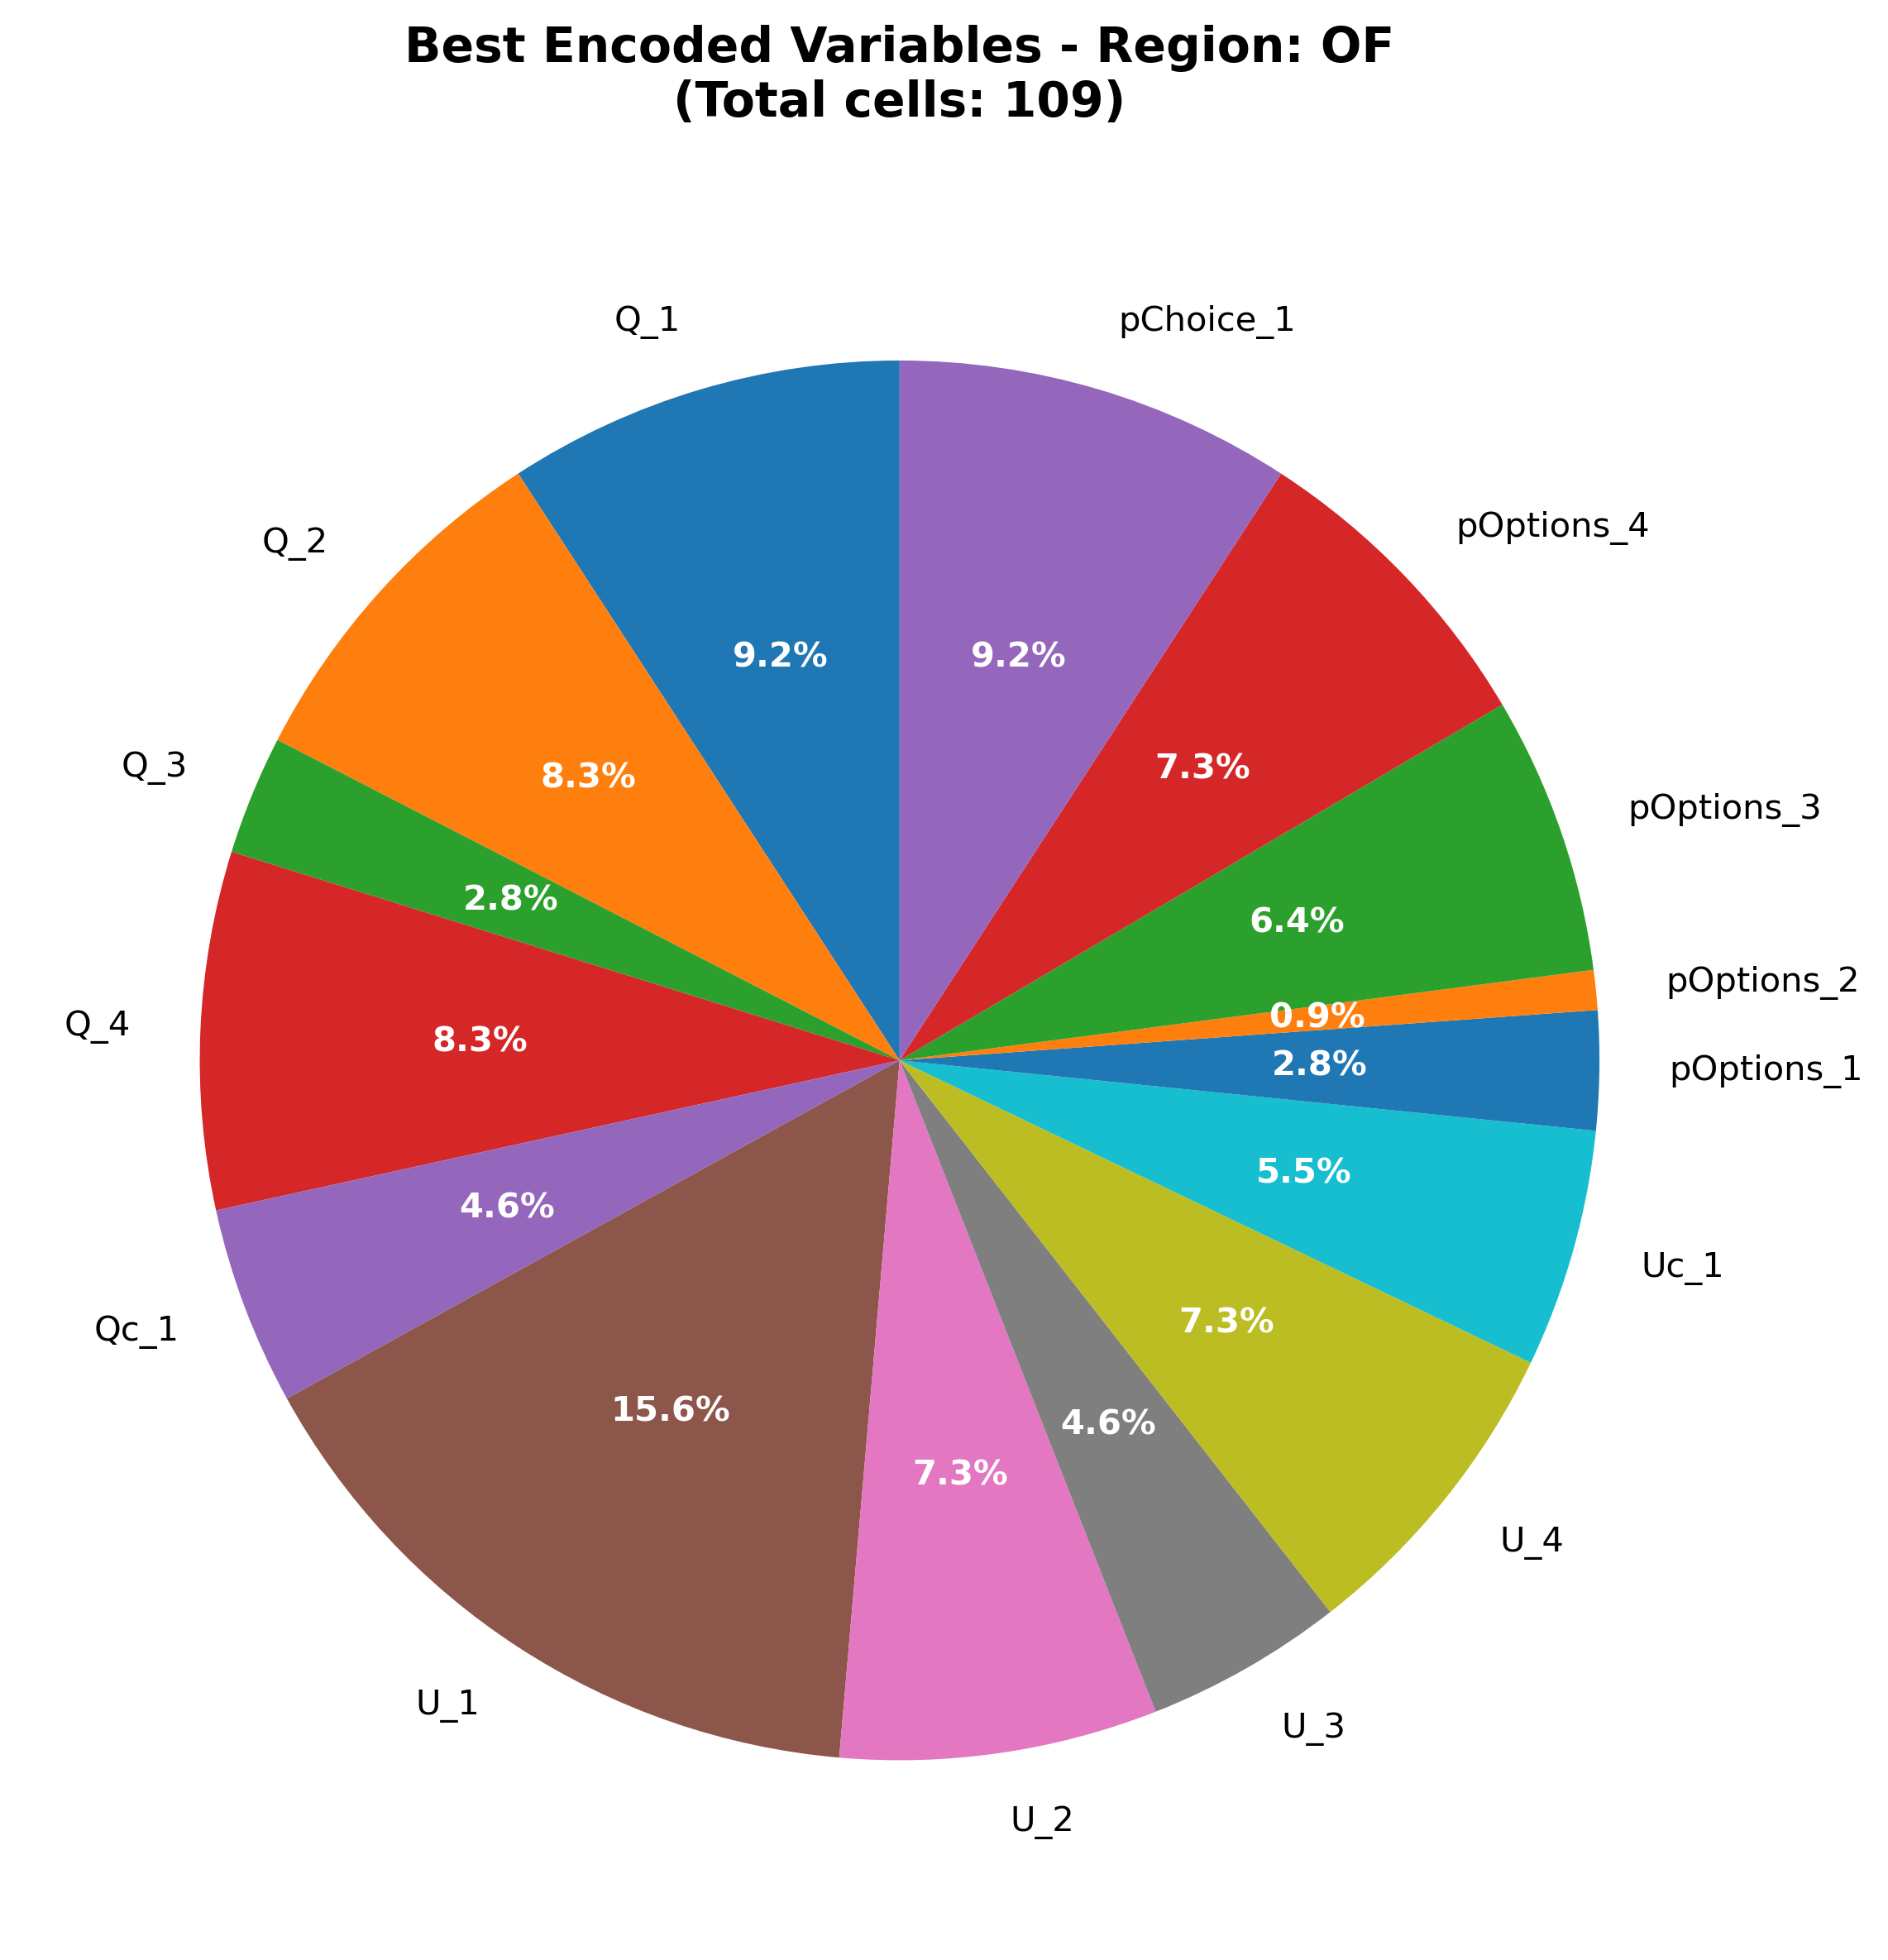 Best Encoded Variables - Region: OF
(Total cells: 109)
Q_1
pChoice_1
Q_2
pOptions_4
9.2%
9.2%
Q_3
8.3%
7.3%
pOptions_3
2.8%
6.4%
pOptions_2
Q_4
8.3%
0.9%
2.8%
pOptions_1
4.6%
5.5%
Qc_1
Uc_1
7.3%
15.6%
4.6%
7.3%
U_4
U_1
U_3
U_2